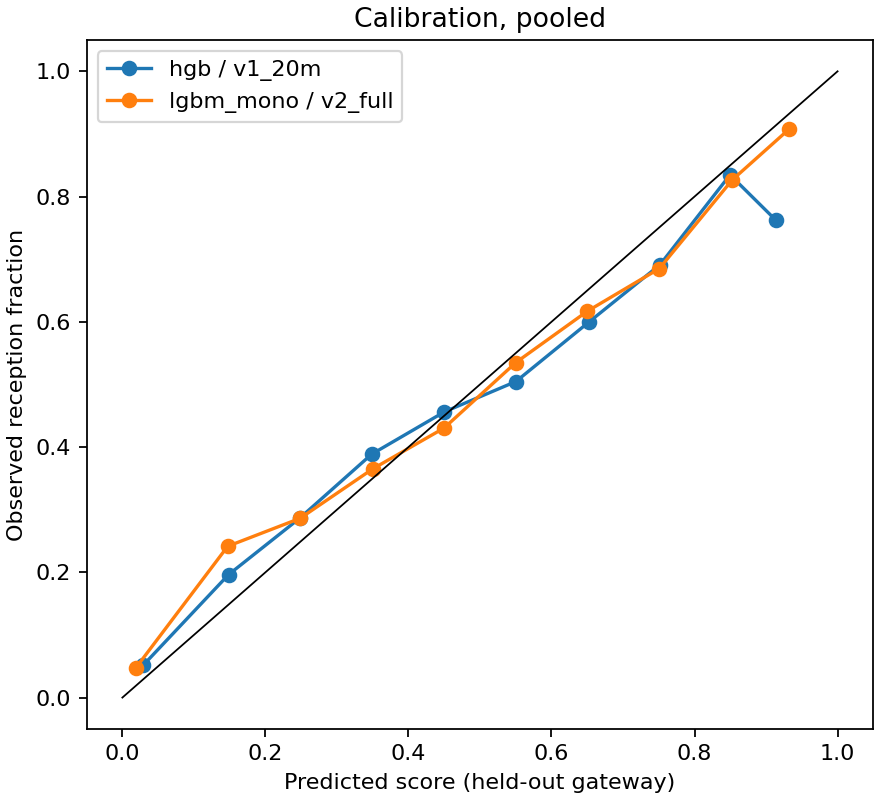 Calibration, pooled
hgb / v1_20m
lgbm_mono / v2_full
1.0
0.8
0.6
0.4
0.2
0.0
Observed reception fraction
0.0 0.2 0.4 0.6 0.8 1.0
Predicted score (held-out gateway)